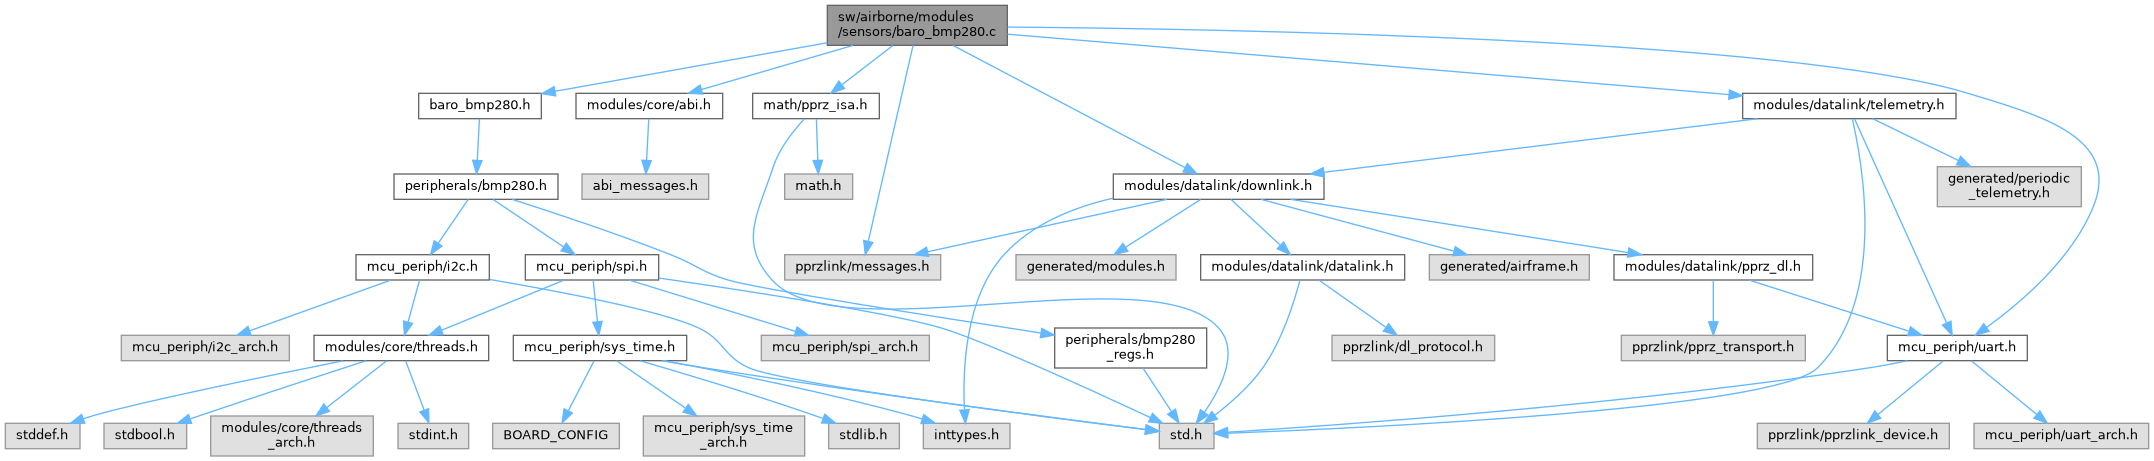 sw/airborne/modules
/sensors/baro_bmp280.c
baro_bmp280.h
modules/core/abi.h
math/pprz_isa.h
modules/datalink/telemetry.h
peripherals/bmp280.h
abi_messages.h
math.h
modules/datalink/downlink.h
generated/periodic
_telemetry.h
mcu_periph/i2c.h
mcu_periph/spi.h
pprzlink/messages.h
generated/modules.h
modules/datalink/datalink.h
generated/airframe.h
modules/datalink/pprz_dl.h
mcu_periph/i2c_arch.h
modules/core/threads.h
mcu_periph/sys_time.h
mcu_periph/spi_arch.h
peripherals/bmp280
_regs.h
pprzlink/dl_protocol.h
pprzlink/pprz_transport.h
mcu_periph/uart.h
stddef.h
stdbool.h
modules/core/threads
_arch.h
stdint.h
BOARD_CONFIG
mcu_periph/sys_time
_arch.h
stdlib.h
inttypes.h
std.h
pprzlink/pprzlink_device.h
mcu_periph/uart_arch.h